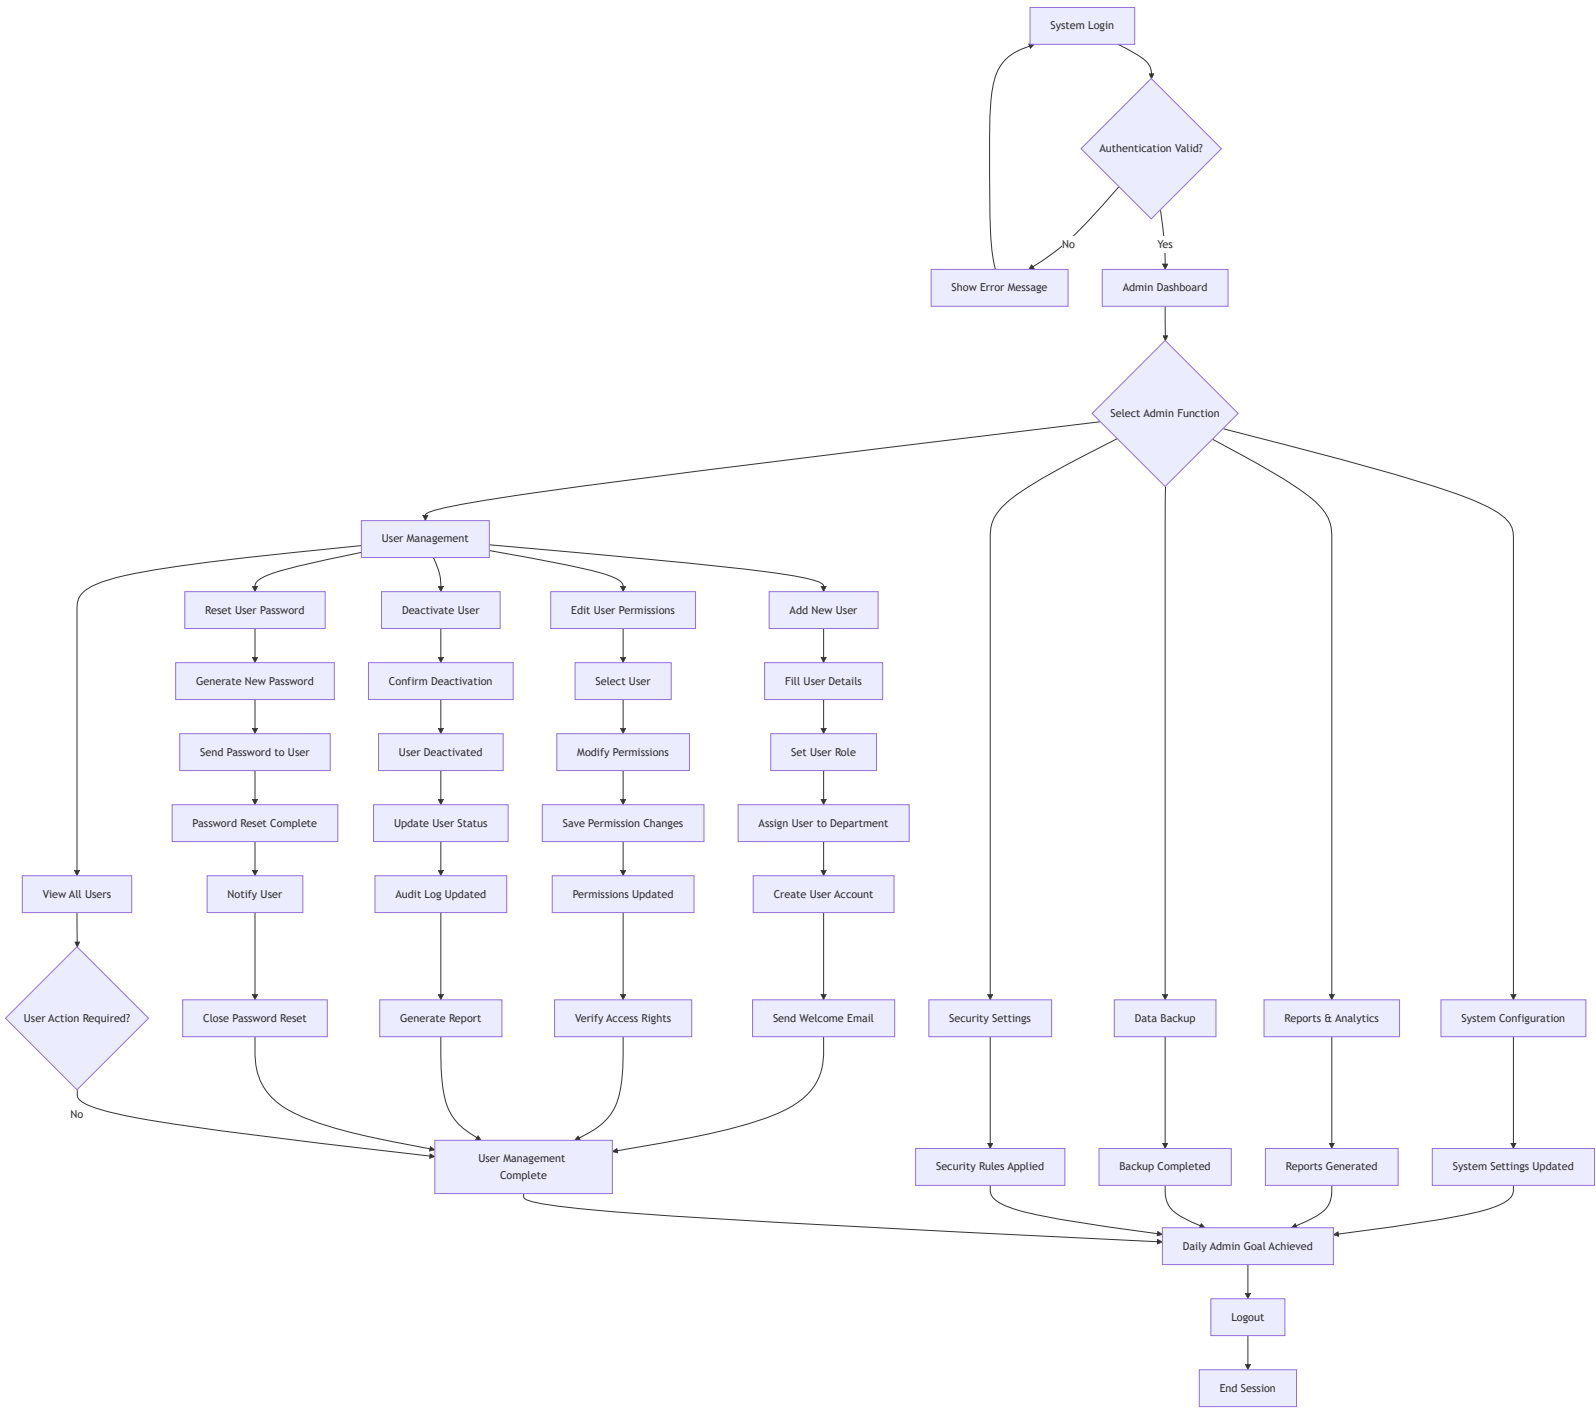 System Login
Authentication Valid?
No
Yes
Show Error Message
Admin Dashboard
Select Admin Function
User Management
Reset User Password
Deactivate User
Edit User Permissions
Add New User
Generate New Password
Confirm Deactivation
Select User
Fill User Details
Send Password to User
User Deactivated
Modify Permissions
Set User Role
Password Reset Complete
Update User Status
Save Permission Changes
Assign User to Department
View All Users
Notify User
Audit Log Updated
Permissions Updated
Create User Account
User Action Required?
Close Password Reset
Generate Report
Verify Access Rights
Send Welcome Email
Security Settings
Data Backup
Reports & Analytics
System Configuration
No
User Management
Complete
Security Rules Applied
Backup Completed
Reports Generated
System Settings Updated
Daily Admin Goal Achieved
Logout
End Session